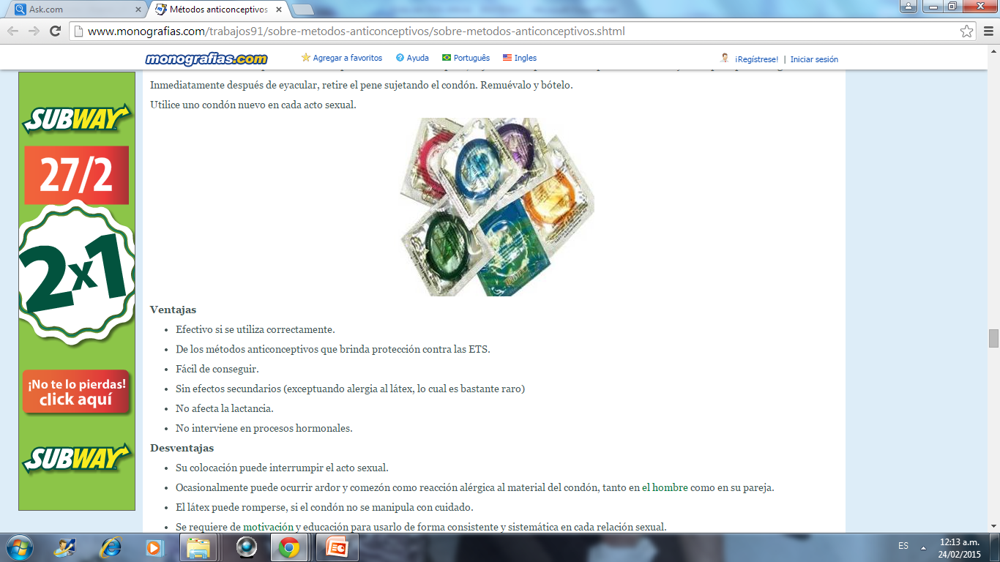 Ask.com
Métodos anticonceptivos
www.monografias.com/trabajos91/sobre-metodos-anticonceptivos/sobre-metodos-anticonceptivos.shtml
monografias.com
Agregar a favoritos
Ayuda
Português
Ingles
¡Regístrese! | Iniciar sesión
Inmediatamente después de eyacular, retire el pene sujetando el condón. Remuévalo y bótelo.
Utilice uno condón nuevo en cada acto sexual.
SUBWAY
27/2
2x1
¡No te lo pierdas!
click aquí
SUBWAY
Ventajas
• Efectivo si se utiliza correctamente.
• De los métodos anticonceptivos que brinda protección contra las ETS.
• Fácil de conseguir.
• Sin efectos secundarios (exceptuando alergia al látex, lo cual es bastante raro)
• No afecta la lactancia.
• No interviene en procesos hormonales.
Desventajas
• Su colocación puede interrumpir el acto sexual.
• Ocasionalmente puede ocurrir ardor y comezón como reacción alérgica al material del condón, tanto en el hombre como en su pareja.
• El látex puede romperse, si el condón no se manipula con cuidado.
• Se requiere de motivación y educación para usarlo de forma consistente y sistemática en cada relación sexual.
ES
12:13 a.m.
24/02/2015